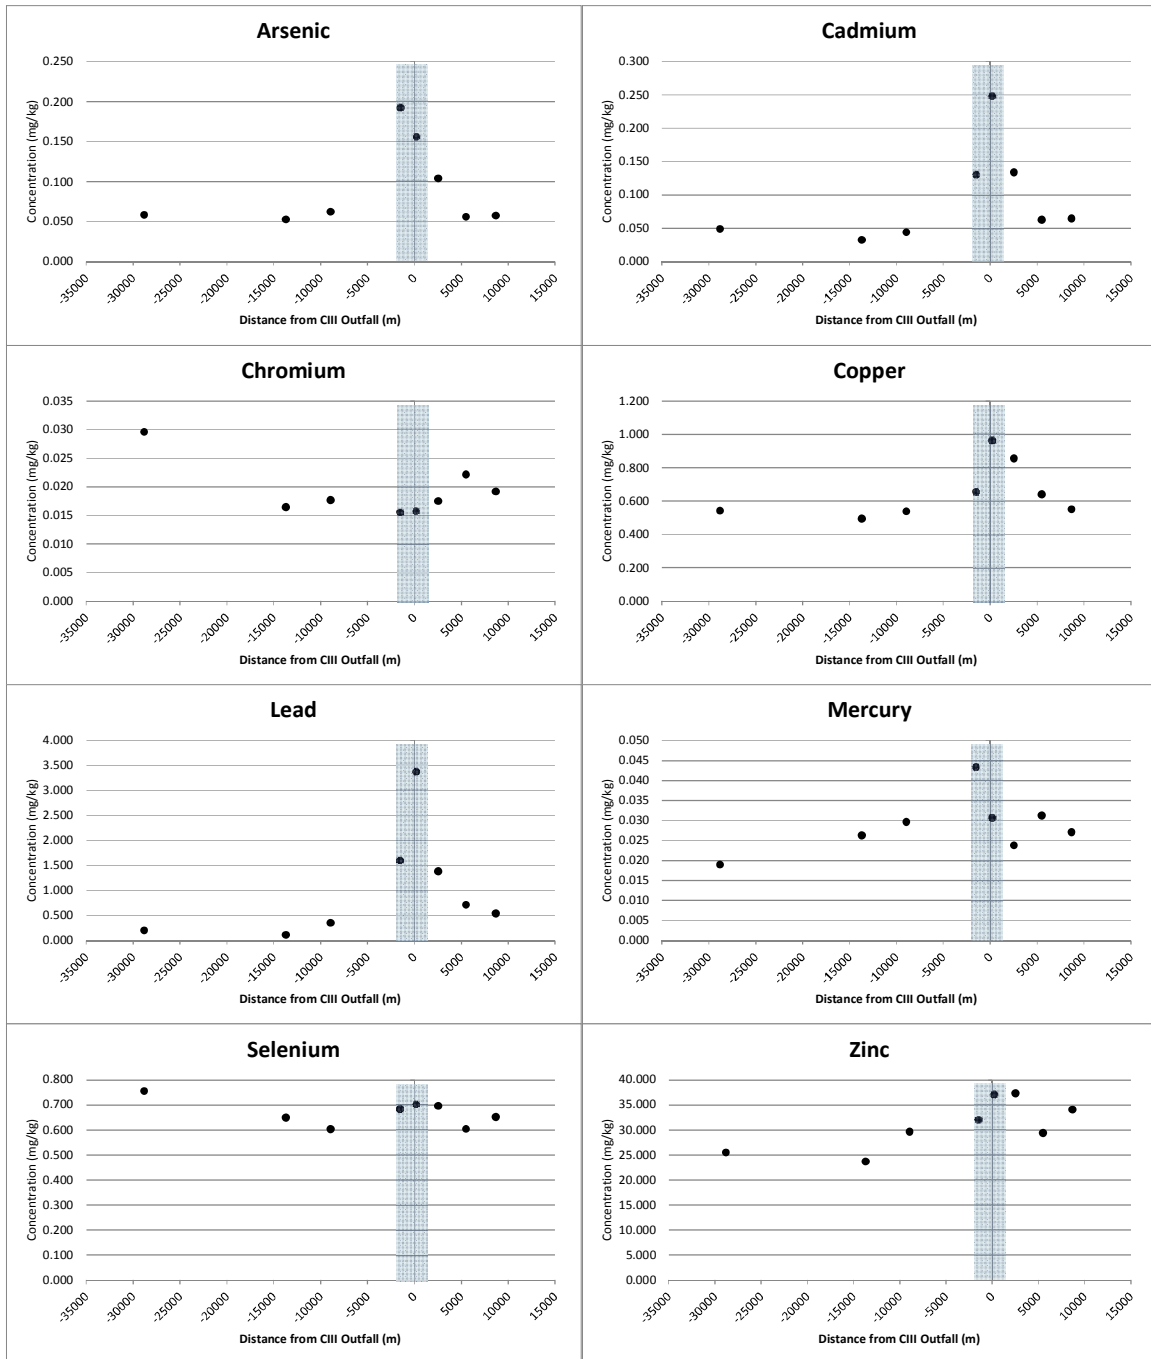 Arsenic
Concentration (mg/kg)
0.250
0.200
0.150
0.100
0.050
0.000
-35000 -30000 -25000 -20000 -15000 -10000 -5000 0 5000 10000 15000
Distance from CIII Outfall (m)
Cadmium
Concentration (mg/kg)
0.300
0.250
0.200
0.150
0.100
0.050
0.000
-35000 -30000 -25000 -20000 -15000 -10000 -5000 0 5000 10000 15000
Distance from CIII Outfall (m)
Chromium
Concentration (mg/kg)
0.035
0.030
0.025
0.020
0.015
0.010
0.005
0.000
-35000 -30000 -25000 -20000 -15000 -10000 -5000 0 5000 10000 15000
Distance from CIII Outfall (m)
Copper
Concentration (mg/kg)
1.200
1.000
0.800
0.600
0.400
0.200
0.000
-35000 -30000 -25000 -20000 -15000 -10000 -5000 0 5000 10000 15000
Distance from CIII Outfall (m)
Lead
Concentration (mg/kg)
4.000
3.500
3.000
2.500
2.000
1.500
1.000
0.500
0.000
-35000 -30000 -25000 -20000 -15000 -10000 -5000 0 5000 10000 15000
Distance from CIII Outfall (m)
Mercury
Concentration (mg/kg)
0.050
0.045
0.040
0.035
0.030
0.025
0.020
0.015
0.010
0.005
0.000
-35000 -30000 -25000 -20000 -15000 -10000 -5000 0 5000 10000 15000
Distance from CIII Outfall (m)
Selenium
Concentration (mg/kg)
0.800
0.700
0.600
0.500
0.400
0.300
0.200
0.100
0.000
-35000 -30000 -25000 -20000 -15000 -10000 -5000 0 5000 10000 15000
Distance from CIII Outfall (m)
Zinc
Concentration (mg/kg)
40.000
35.000
30.000
25.000
20.000
15.000
10.000
5.000
0.000
-35000 -30000 -25000 -20000 -15000 -10000 -5000 0 5000 10000 15000
Distance from CIII Outfall (m)